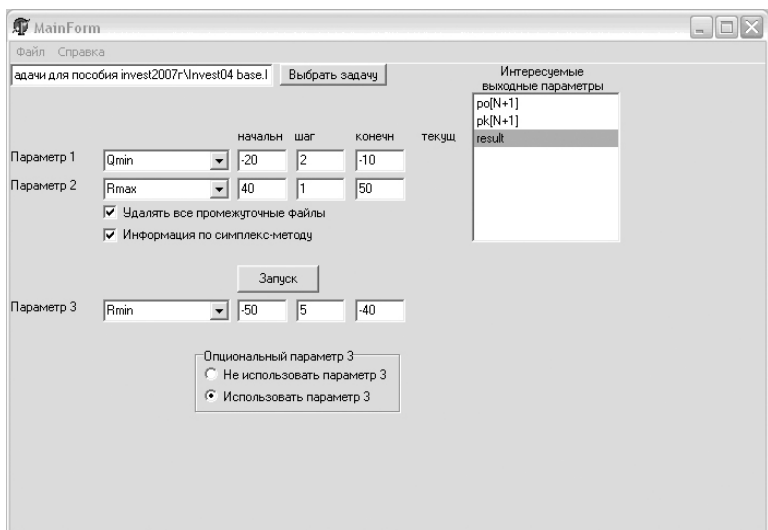 MainForm
Файл Справка
адачи для пособия invest2007г\Invest04 base.l Выбрать задачу
Интересуемые
выходные параметры
po[N+1]
pk[N+1]
result
начальн шаг конечн текущ
Параметр 1 Qmin -20 2 -10
Параметр 2 Rmax 40 1 50
Удалять все промежуточные файлы
Информация по симплекс-методу
Запуск
Параметр 3 Rmin -50 5 -40
Опциональный параметр 3
Не использовать параметр 3
Использовать параметр 3